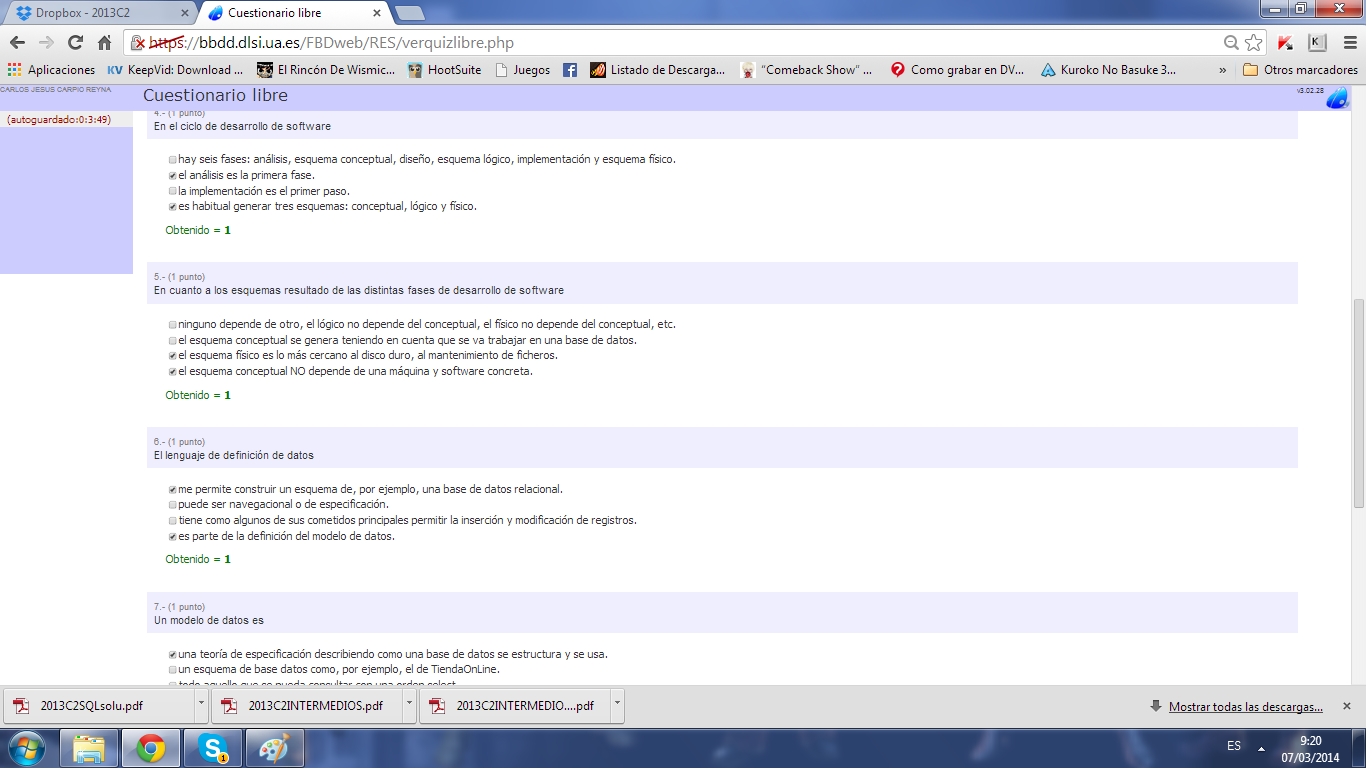 Dropbox - 2013C2
Cuestionario libre
https://bbdd.dlsi.ua.es/FBDweb/RES/verquizlibre.php
Aplicaciones
KV KeepVid: Download ...
El Rincón De Wismic...
HootSuite
Juegos
Listado de Descarga...
"Comeback Show" ...
Como grabar en DV...
Kuroko No Basuke 3...
»
Otros marcadores
CARLOS JESUS CARPIO REYNA
Cuestionario libre
v3.02.28
(autoguardado:0:3:49)
4.- (1 punto)
En el ciclo de desarrollo de software
hay seis fases: análisis, esquema conceptual, diseño, esquema lógico, implementación y esquema físico.
el análisis es la primera fase.
la implementación es el primer paso.
es habitual generar tres esquemas: conceptual, lógico y físico.
Obtenido = 1
5.- (1 punto)
En cuanto a los esquemas resultado de las distintas fases de desarrollo de software
ninguno depende de otro, el lógico no depende del conceptual, el físico no depende del conceptual, etc.
el esquema conceptual se genera teniendo en cuenta que se va trabajar en una base de datos.
el esquema físico es lo más cercano al disco duro, al mantenimiento de ficheros.
el esquema conceptual NO depende de una máquina y software concreta.
Obtenido = 1
6.- (1 punto)
El lenguaje de definición de datos
me permite construir un esquema de, por ejemplo, una base de datos relacional.
puede ser navegacional o de especificación.
tiene como algunos de sus cometidos principales permitir la inserción y modificación de registros.
es parte de la definición del modelo de datos.
Obtenido = 1
7.- (1 punto)
Un modelo de datos es
una teoría de especificación describiendo como una base de datos se estructura y se usa.
un esquema de base datos como, por ejemplo, el de TiendaOnLine.
todo aquello que se pueda consultar con una orden select.
2013C2SQLsolu.pdf
2013C2INTERMEDIOS.pdf
2013C2INTERMEDIO....pdf
Mostrar todas las descargas...
ES
9:20
07/03/2014